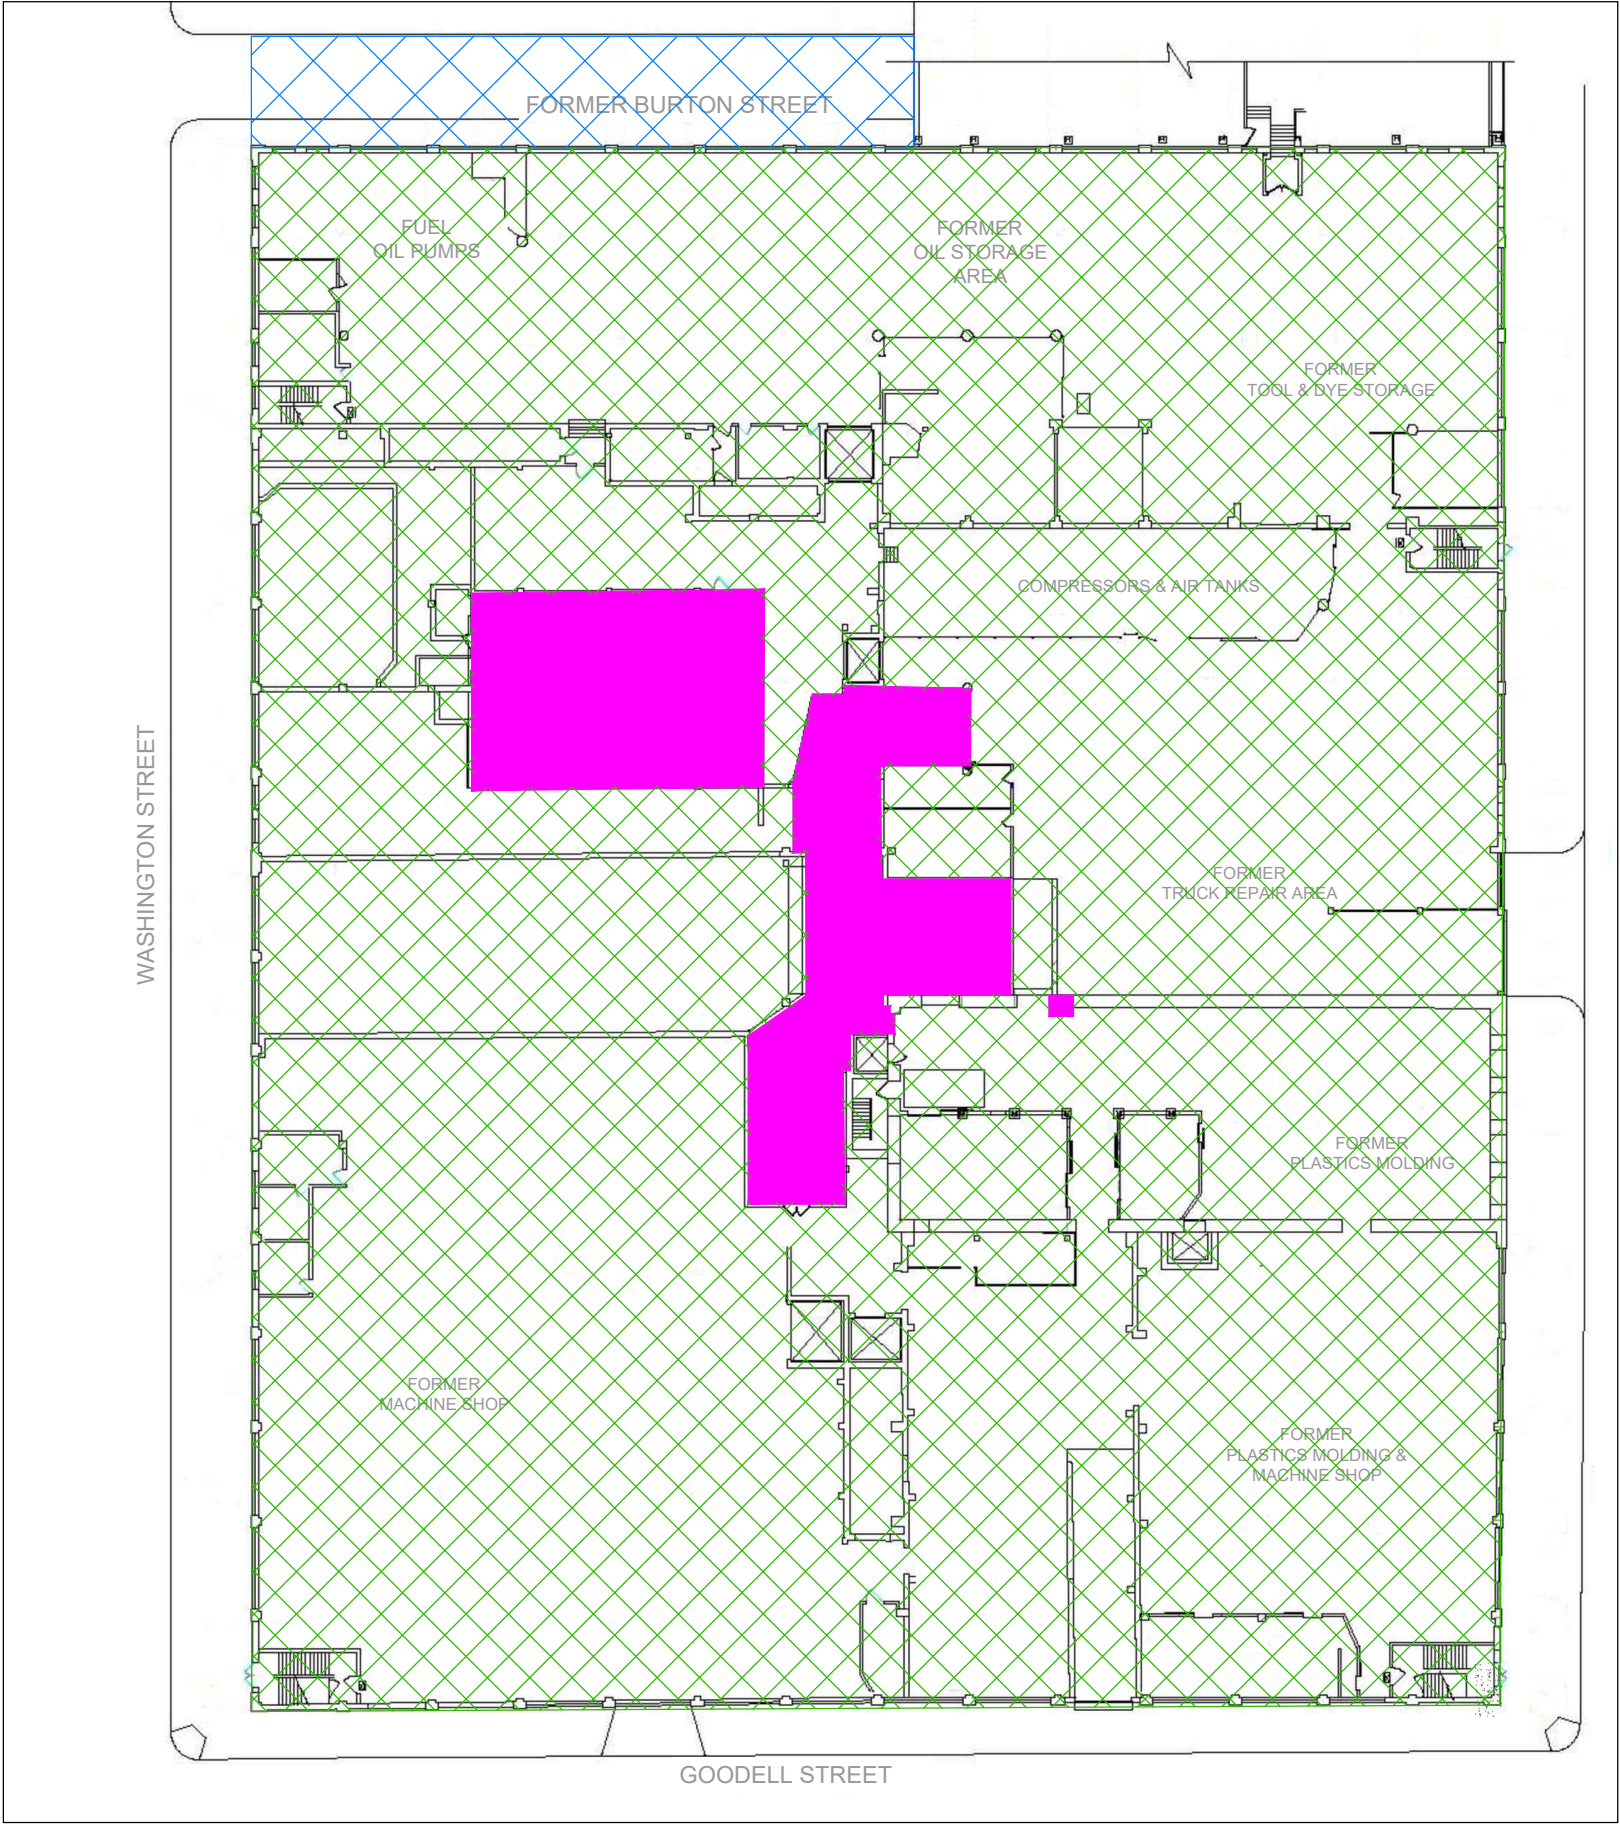 FORMER BURTON STREET
FUEL
OIL PUMPS
FORMER
OIL STORAGE
AREA
FORMER
TOOL & DYE STORAGE
COMPRESSORS & AIR TANKS
WASHINGTON STREET
FORMER
TRUCK REPAIR AREA
FORMER
PLASTICS MOLDING
FORMER
MACHINE SHOP
FORMER
PLASTICS MOLDING &
MACHINE SHOP
GOODELL STREET